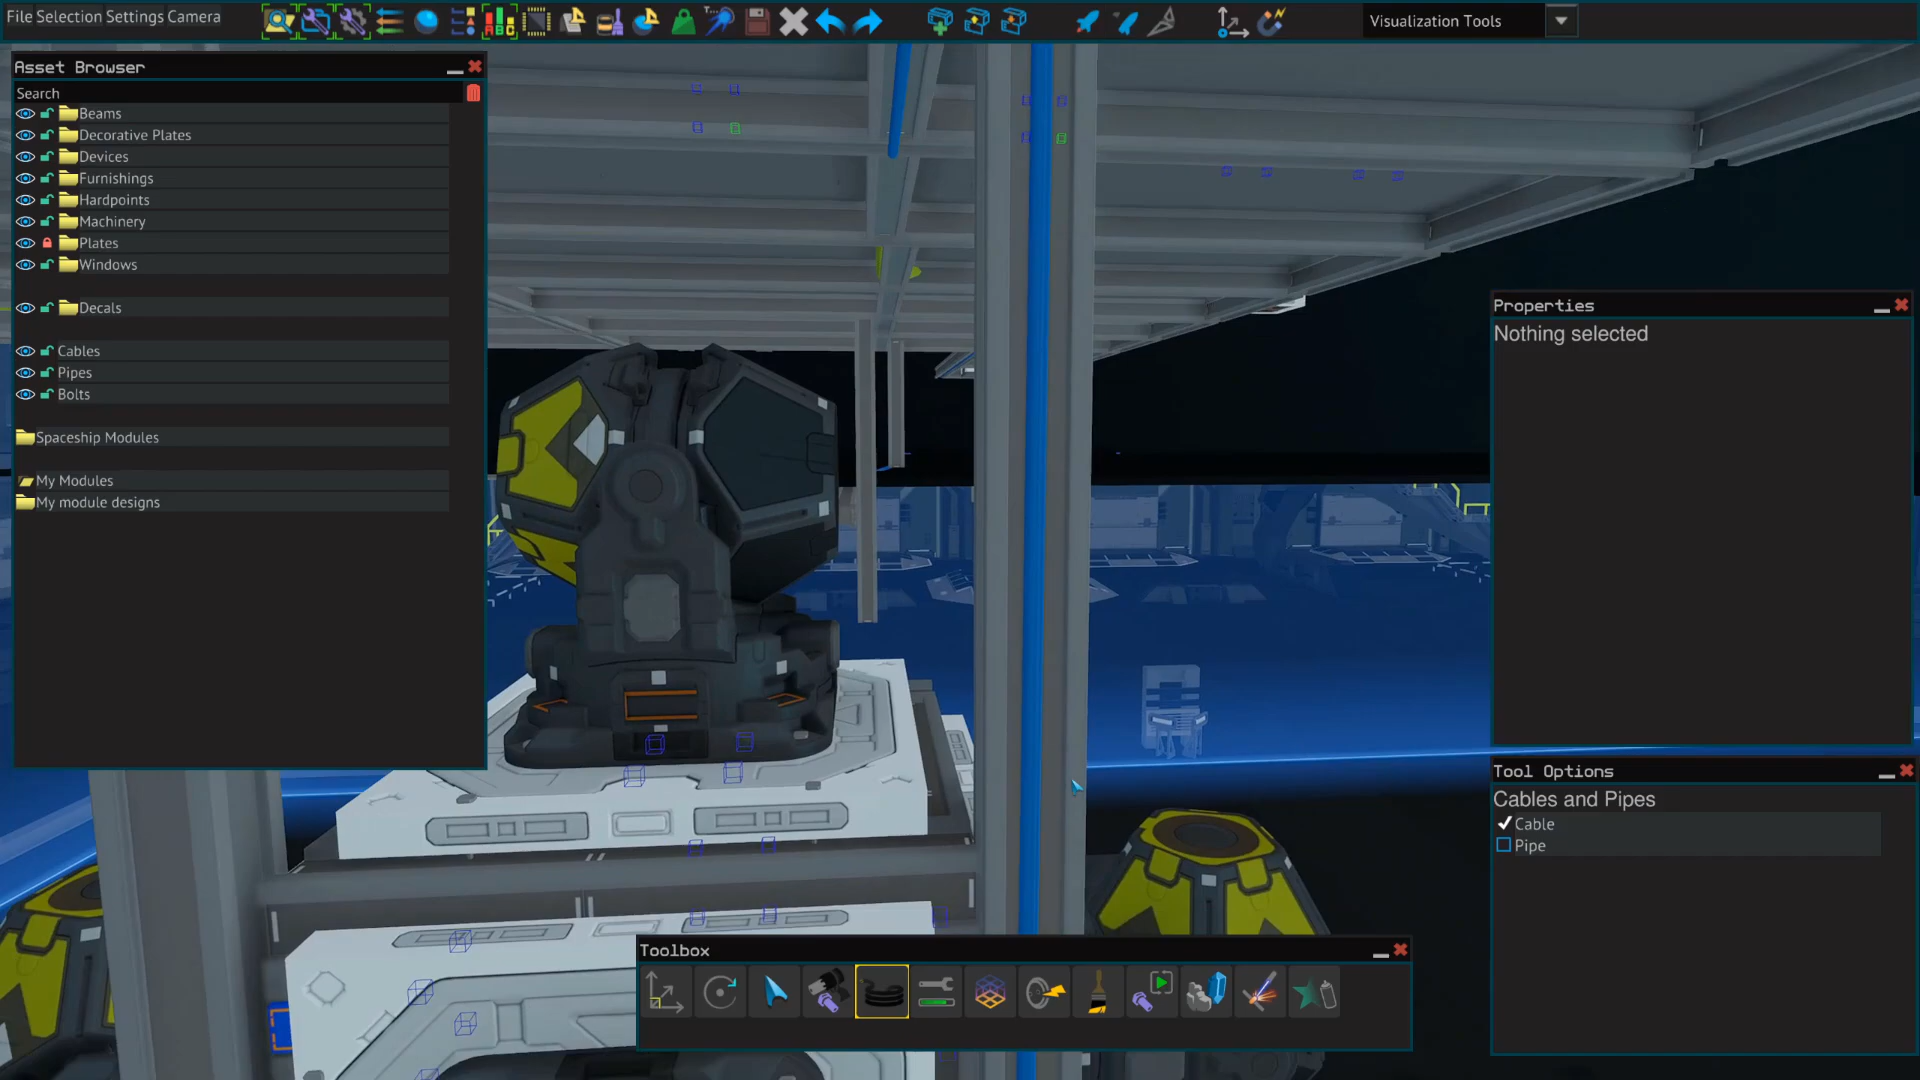 File Selection Settings Camera
ABC
Visualization Tools
Asset Browser
Search
Beams
Decorative Plates
Devices
Furnishings
Hardpoints
Machinery
Plates
Windows
Decals
Cables
Pipes
Bolts
Spaceship Modules
My Modules
My module designs
Properties
Nothing selected
Tool Options
Cables and Pipes
Cable
Pipe
Toolbox